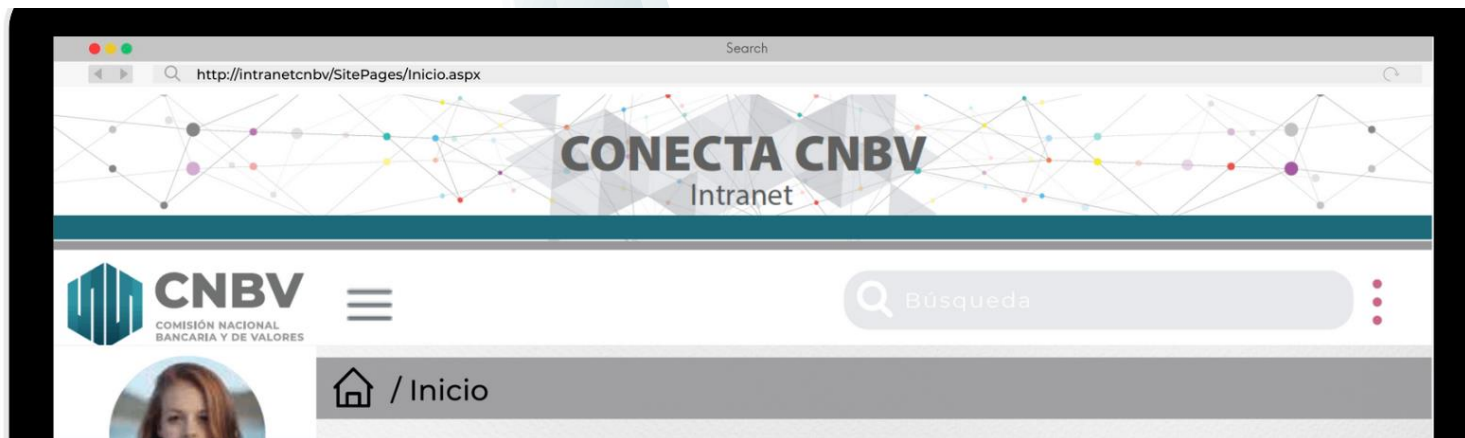 Search
http://intranetcnbv/SitePages/Inicio.aspx
CONECTA CNBV
Intranet
CNBV
COMISIÓN NACIONAL
BANCARIA Y DE VALORES
Búsqueda
/ Inicio